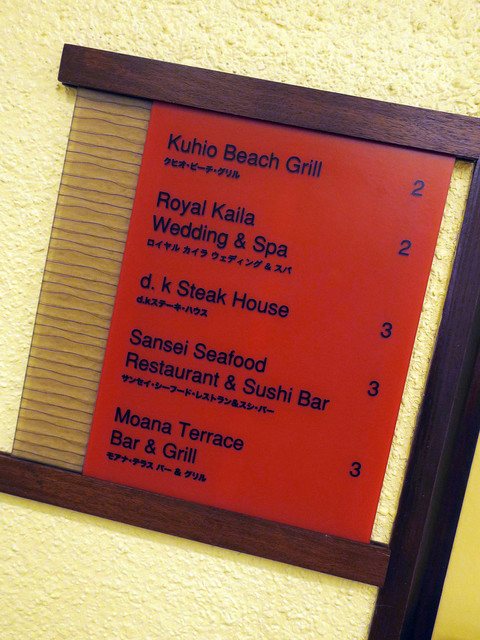 Kuhio Beach Grill 2
クヒオ・ビーチ・グリル
Royal Kaila
Wedding & Spa 2
ロイヤル カイラ ウェディング & スパ
d. k Steak House 3
d.kステーキ・ハウス
Sansei Seafood
Restaurant & Sushi Bar 3
サンセイ・シーフード・レストラン&スシ・バー
Moana Terrace
Bar & Grill 3
モアナ・テラス バー & グリル